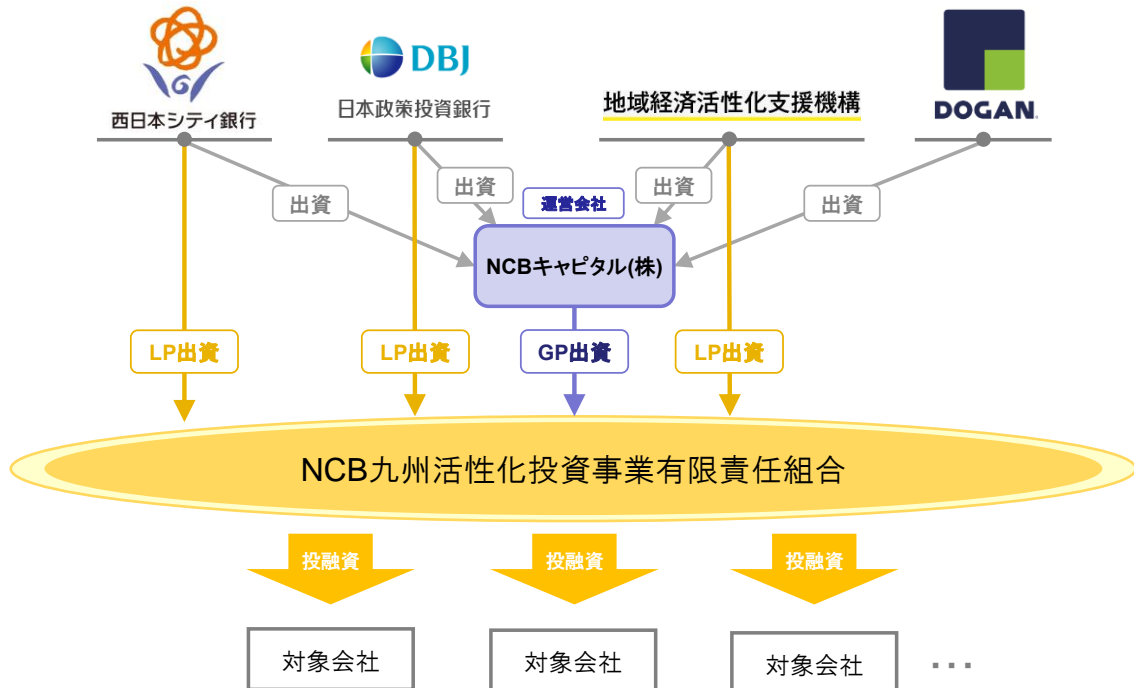 DBJ
西日本シティ銀行
日本政策投資銀行
地域経済活性化支援機構
DOGAN
出資
出資
出資
出資
運営会社
NCBキャピタル(株)
LP出資
LP出資
GP出資
LP出資
NCB九州活性化投資事業有限責任組合
投融資
投融資
投融資
対象会社
対象会社
対象会社
...